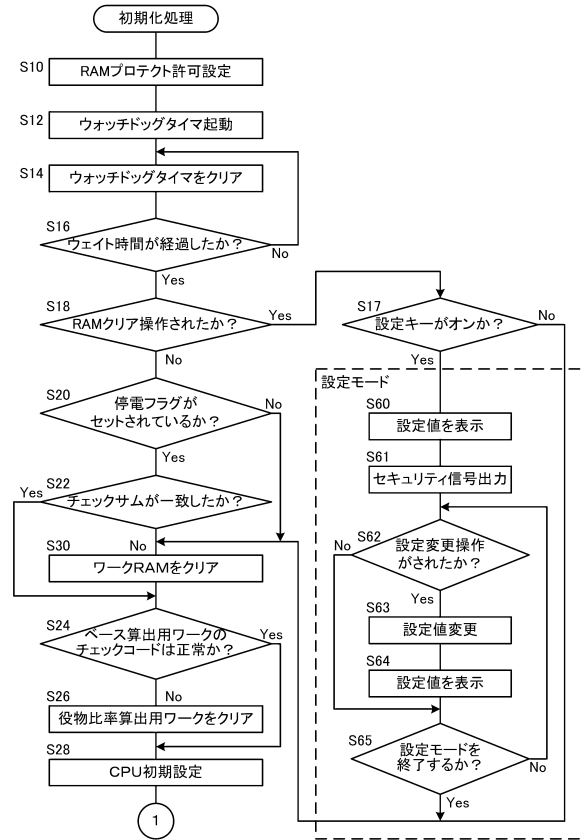 初期化処理
S10
RAMプロテクト許可設定
S12
ウォッチドッグタイマ起動
S14
ウォッチドッグタイマをクリア
S16
ウェイト時間が経過したか？
No
Yes
S18
RAMクリア操作されたか？
Yes
No
S17
設定キーがオンか？
No
Yes
S20
停電フラグが
セットされているか？
No
Yes
S22
チェックサムが一致したか？
Yes
No
S30
ワークRAMをクリア
S24
ベース算出用ワークの
チェックコードは正常か？
Yes
No
S26
役物比率算出用ワークをクリア
S28
CPU初期設定
1
設定モード
S60
設定値を表示
S61
セキュリティ信号出力
S62
設定変更操作
がされたか？
No
Yes
S63
設定値変更
S64
設定値を表示
S65
設定モードを
終了するか？
No
Yes